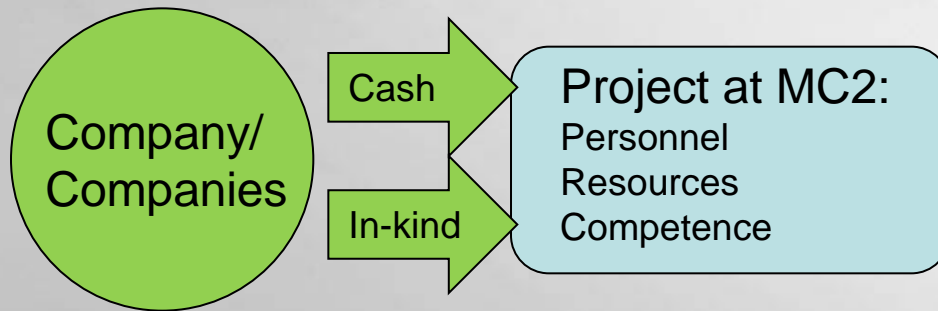 Company/
Companies
Cash
In-kind
Project at MC2:
Personnel
Resources
Competence